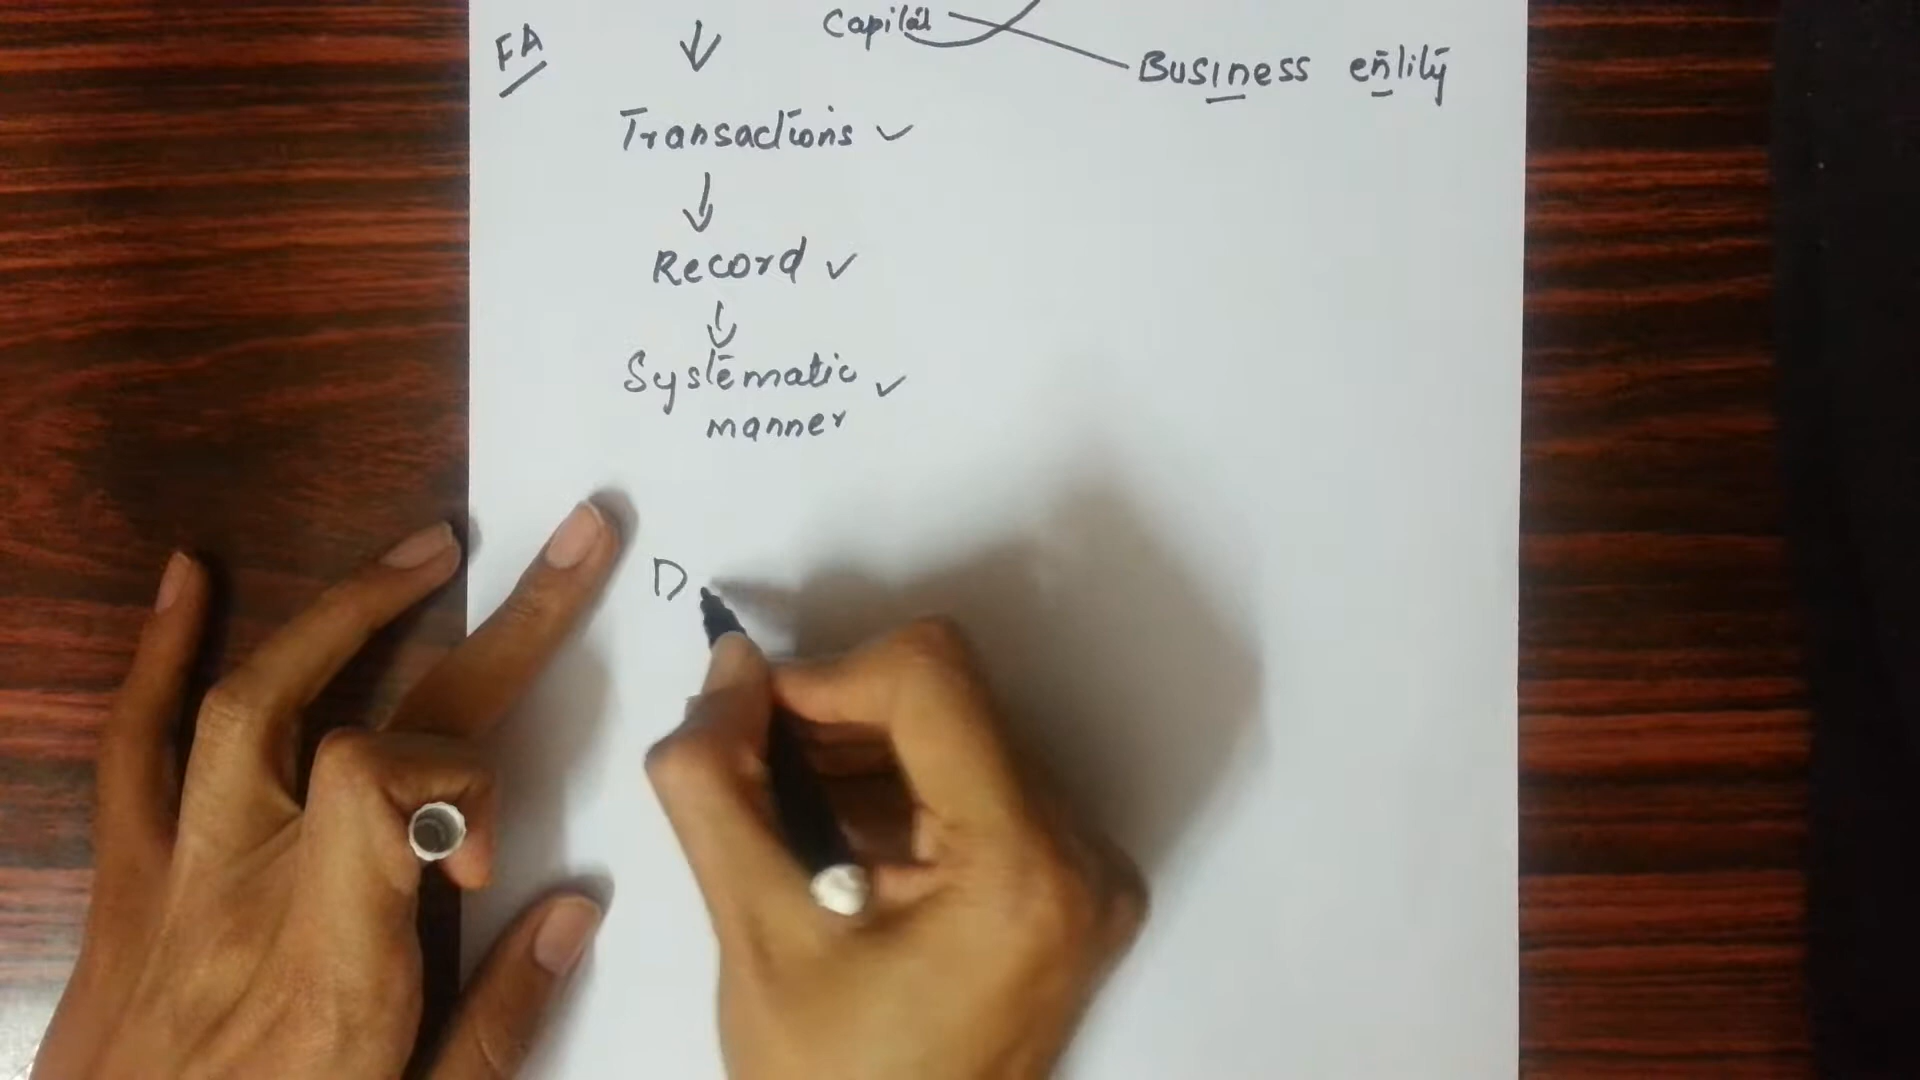 Capital
FA
Business entity
Transactions ✓
Record ✓
Systematic ✓
manner
D